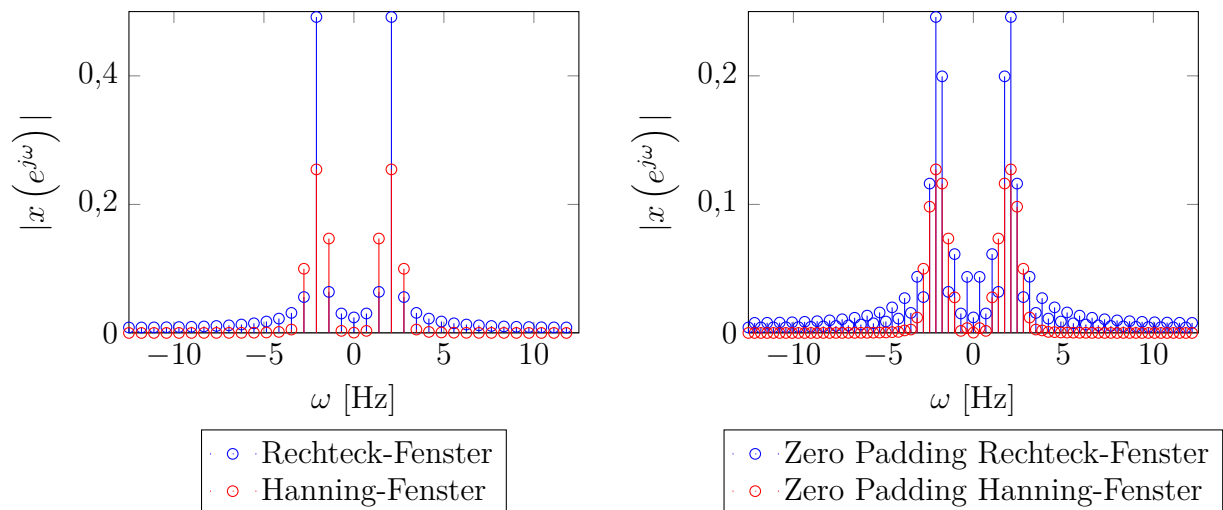 0,4
0,2
0
−10
−5
0
5
10
|x (e^{jω}) |
ω [Hz]
Rechteck-Fenster
Hanning-Fenster
0,2
0,1
0
−10
−5
0
5
10
|x (e^{jω}) |
ω [Hz]
Zero Padding Rechteck-Fenster
Zero Padding Hanning-Fenster